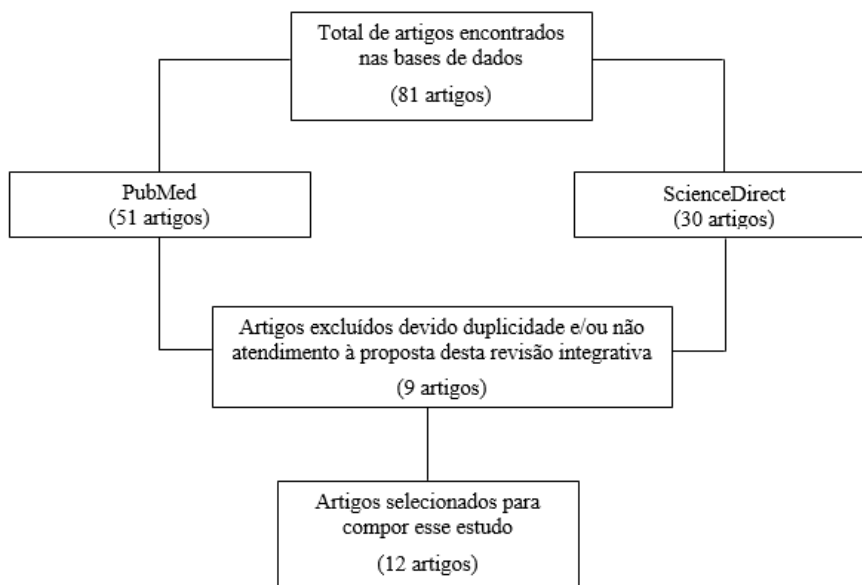 Total de artigos encontrados
nas bases de dados
(81 artigos)
PubMed
(51 artigos)
ScienceDirect
(30 artigos)
Artigos excluídos devido duplicidade e/ou não
atendimento à proposta desta revisão integrativa
(9 artigos)
Artigos selecionados para
compor esse estudo
(12 artigos)